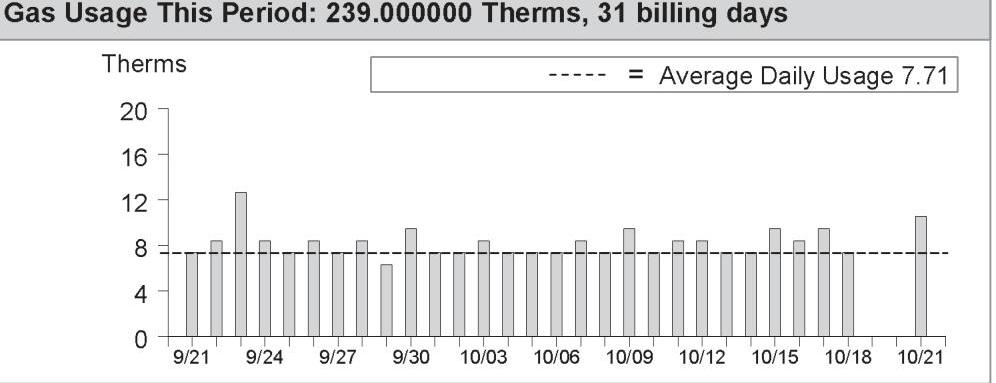 Gas Usage This Period: 239.000000 Therms, 31 billing days
Therms
----- = Average Daily Usage 7.71
20
16
12
8
4
0
9/21 9/24 9/27 9/30 10/03 10/06 10/09 10/12 10/15 10/18 10/21